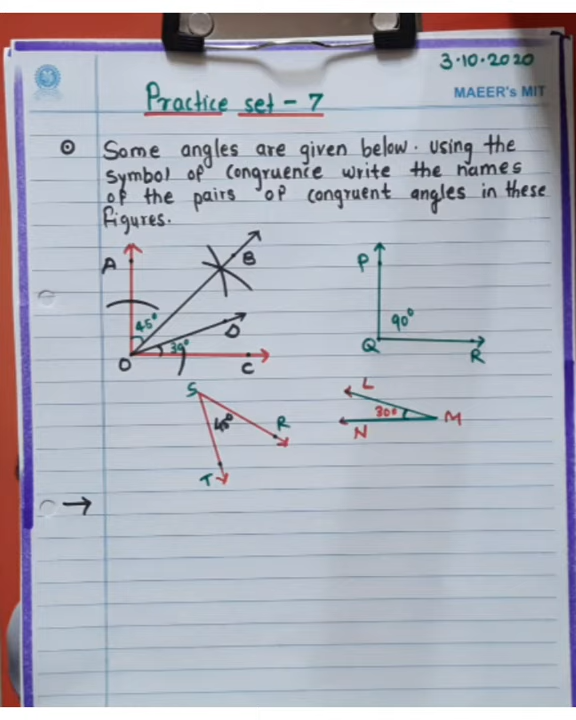 3.10.2020
MAEER's MIT
Practice set - 7
Some angles are given below. Using the
symbol of congruence write the names
of the pairs of congruent angles in these
figures.
A
B
45°
D
30°
O
C
P
90°
Q
R
S
45°
R
T
L
30°
M
N